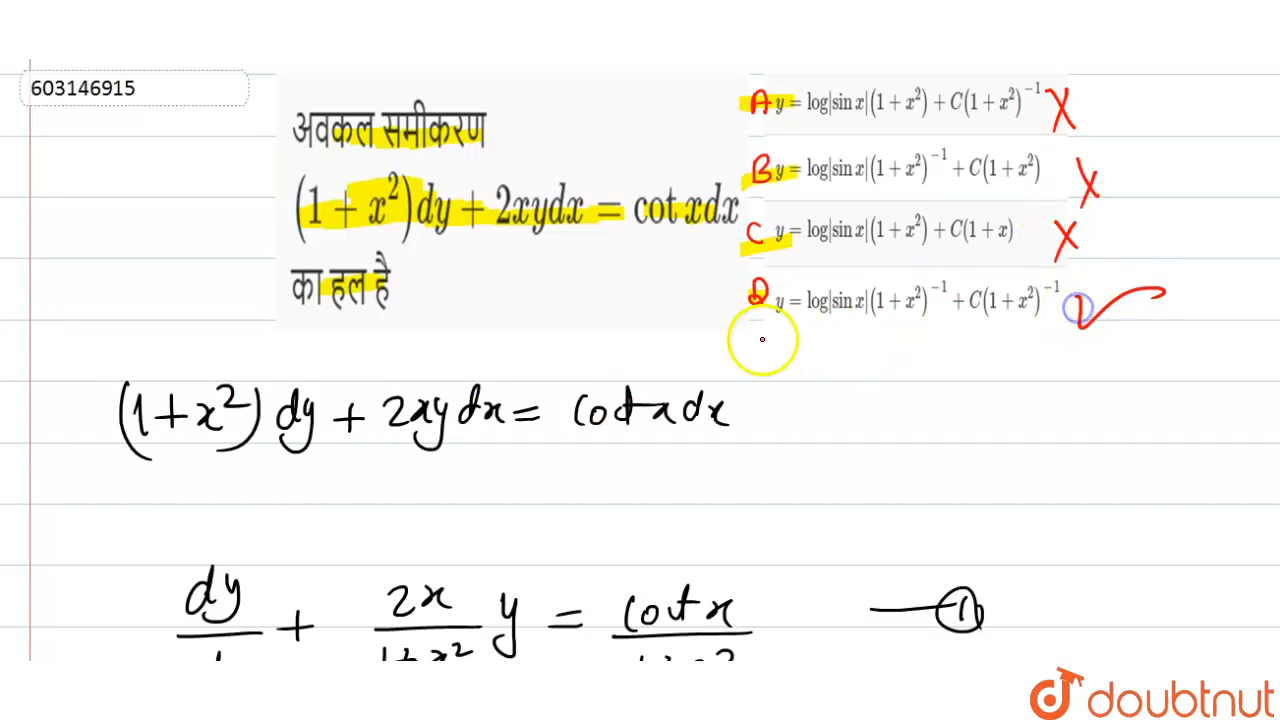 603146915
अवकल समीकरण
(1 + x²)dy + 2xydx = cot xdx
का हल है
A y = log|sin x|(1 + x²) + C(1 + x²)⁻¹ X
B y = log|sin x|(1 + x²)⁻¹ + C(1 + x²) X
C y = log|sin x|(1 + x²) + C(1 + x) X
D y = log|sin x|(1 + x²)⁻¹ + C(1 + x²)⁻¹ ✓
(1+x²) dy + 2xy dx = cot x dx
dy + 2x/1+x² y = cot x — ①
doubtnut